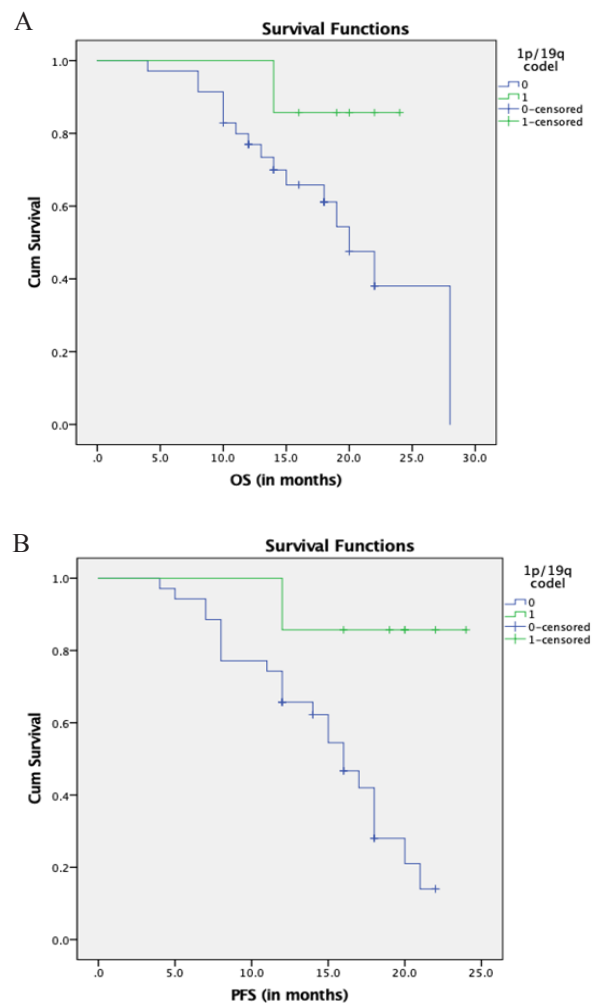 A
Survival Functions
1p/19q
codel
0
1
0-censored
1-censored
1.0
0.8
0.6
0.4
0.2
0.0
Cum Survival
.0 5.0 10.0 15.0 20.0 25.0 30.0
OS (in months)
B
Survival Functions
1p/19q
codel
0
1
0-censored
1-censored
1.0
0.8
0.6
0.4
0.2
0.0
Cum Survival
.0 5.0 10.0 15.0 20.0 25.0
PFS (in months)